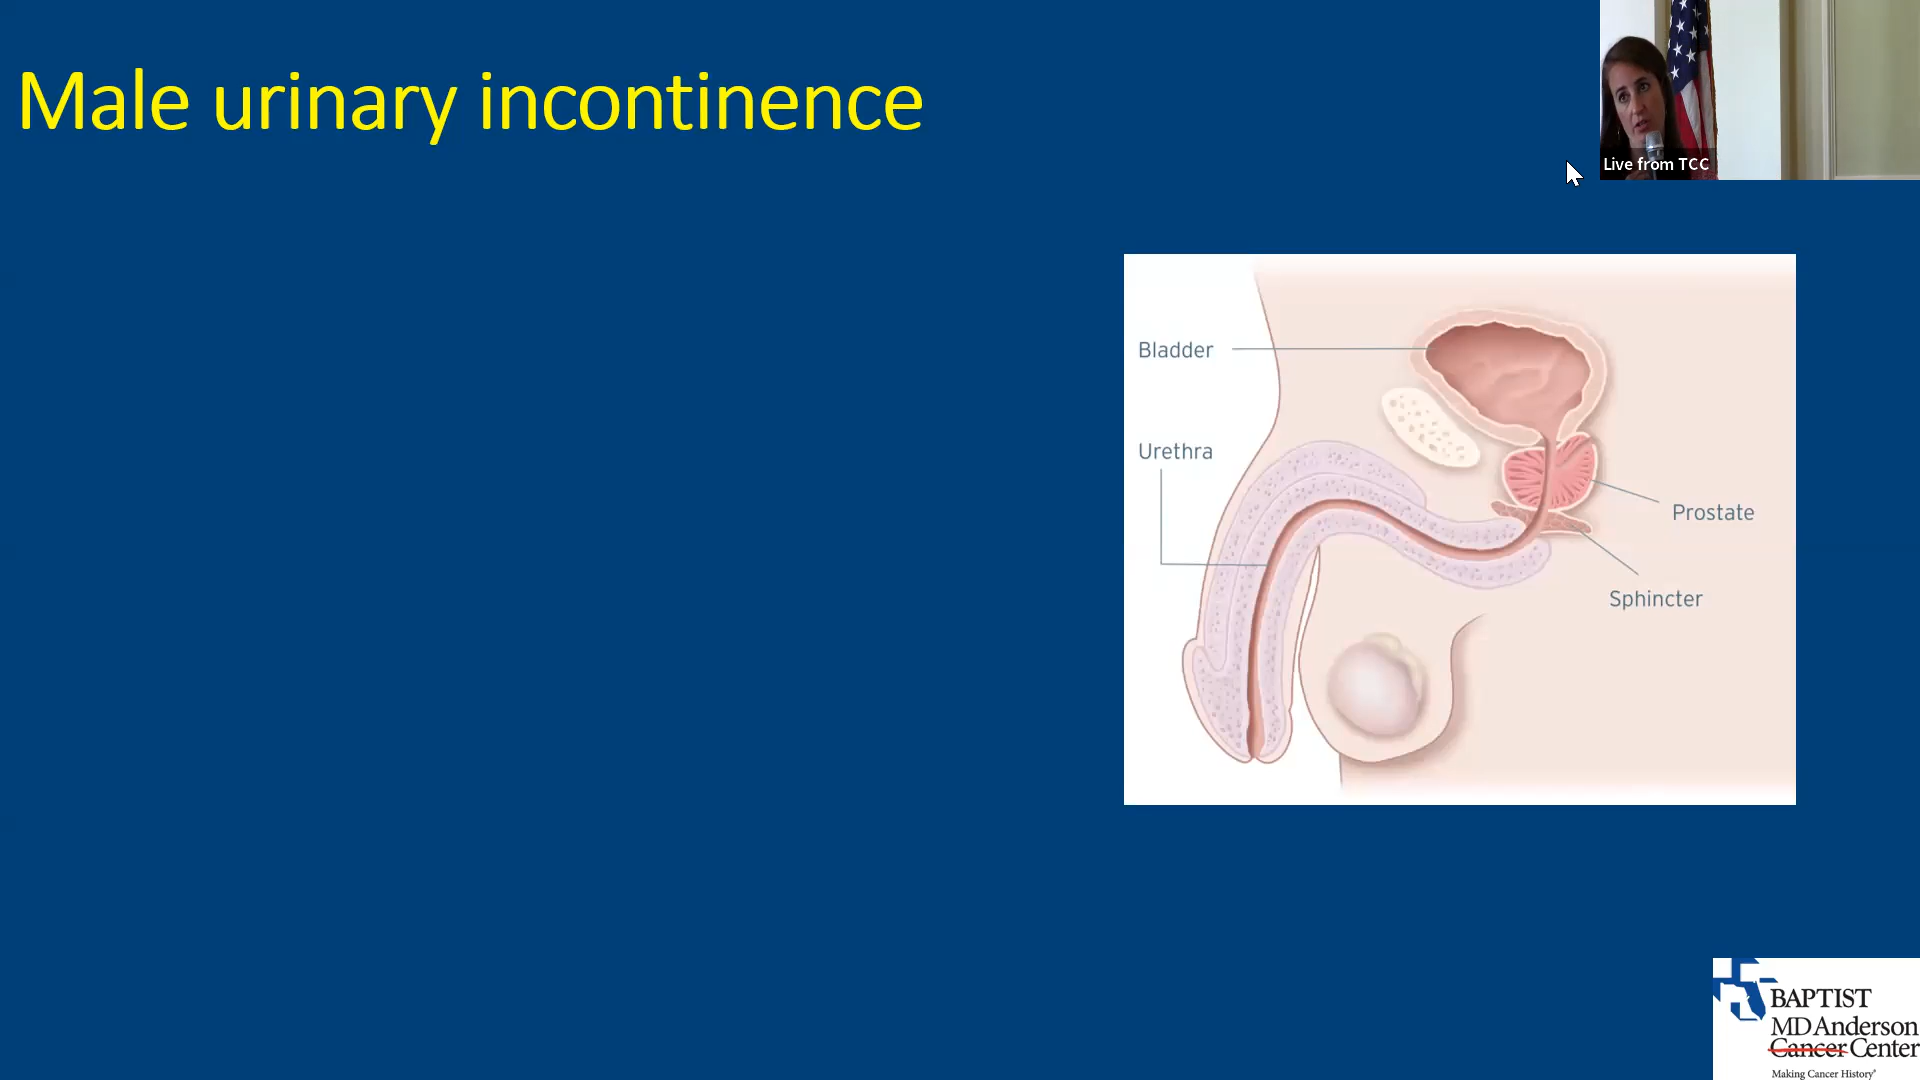 Male urinary incontinence
Live from TCC
Bladder
Urethra
Prostate
Sphincter
BAPTIST
MD Anderson
Cancer Center
Making Cancer History®